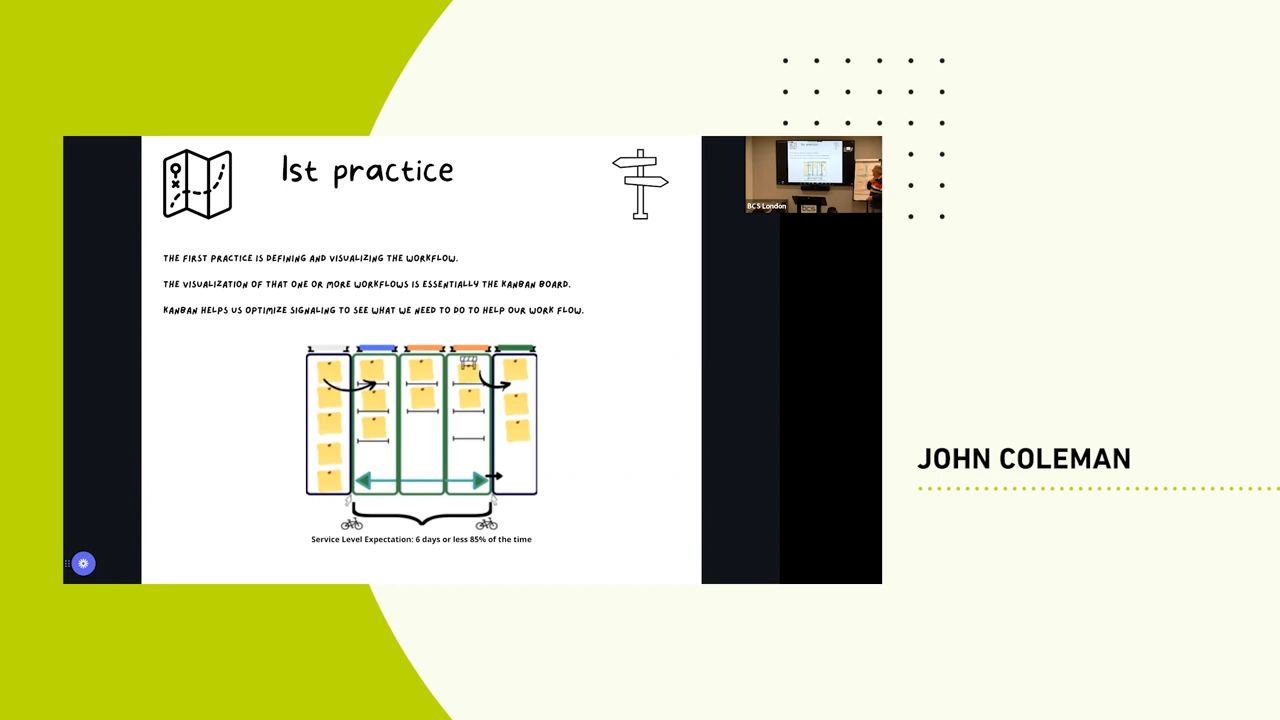 1st practice
THE FIRST PRACTICE IS DEFINING AND VISUALIZING THE WORKFLOW.
THE VISUALIZATION OF THAT ONE OR MORE WORKFLOWS IS ESSENTIALLY THE KANBAN BOARD.
KANBAN HELPS US OPTIMIZE SIGNALING TO SEE WHAT WE NEED TO DO TO HELP OUR WORK FLOW.
Service Level Expectation: 6 days or less 85% of the time
BCS London
JOHN COLEMAN